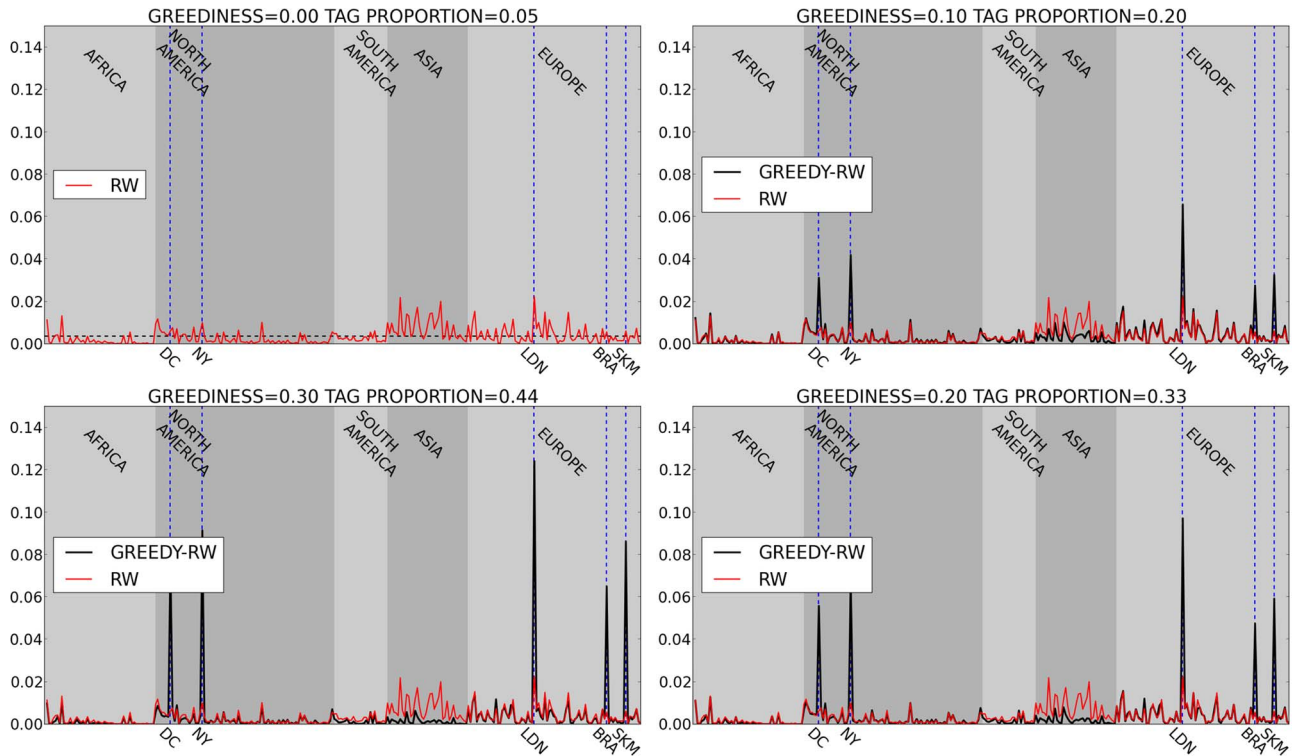 GREEDINESS=0.00 TAG PROPORTION=0.05
0.14
0.12
0.10
0.08
0.06
0.04
0.02
0.00
AFRICA
NORTH
AMERICA
SOUTH
AMERICA
ASIA
EUROPE
RW
DC
NY
LDN
BRA
SKM
GREEDINESS=0.10 TAG PROPORTION=0.20
0.14
0.12
0.10
0.08
0.06
0.04
0.02
0.00
AFRICA
NORTH
AMERICA
SOUTH
AMERICA
ASIA
EUROPE
GREEDY-RW
RW
DC
NY
LDN
BRA
SKM
GREEDINESS=0.30 TAG PROPORTION=0.44
0.14
0.12
0.10
0.08
0.06
0.04
0.02
0.00
AFRICA
NORTH
AMERICA
SOUTH
AMERICA
ASIA
EUROPE
GREEDY-RW
RW
DC
NY
LDN
BRA
SKM
GREEDINESS=0.20 TAG PROPORTION=0.33
0.14
0.12
0.10
0.08
0.06
0.04
0.02
0.00
AFRICA
NORTH
AMERICA
SOUTH
AMERICA
ASIA
EUROPE
GREEDY-RW
RW
DC
NY
LDN
BRA
SKM